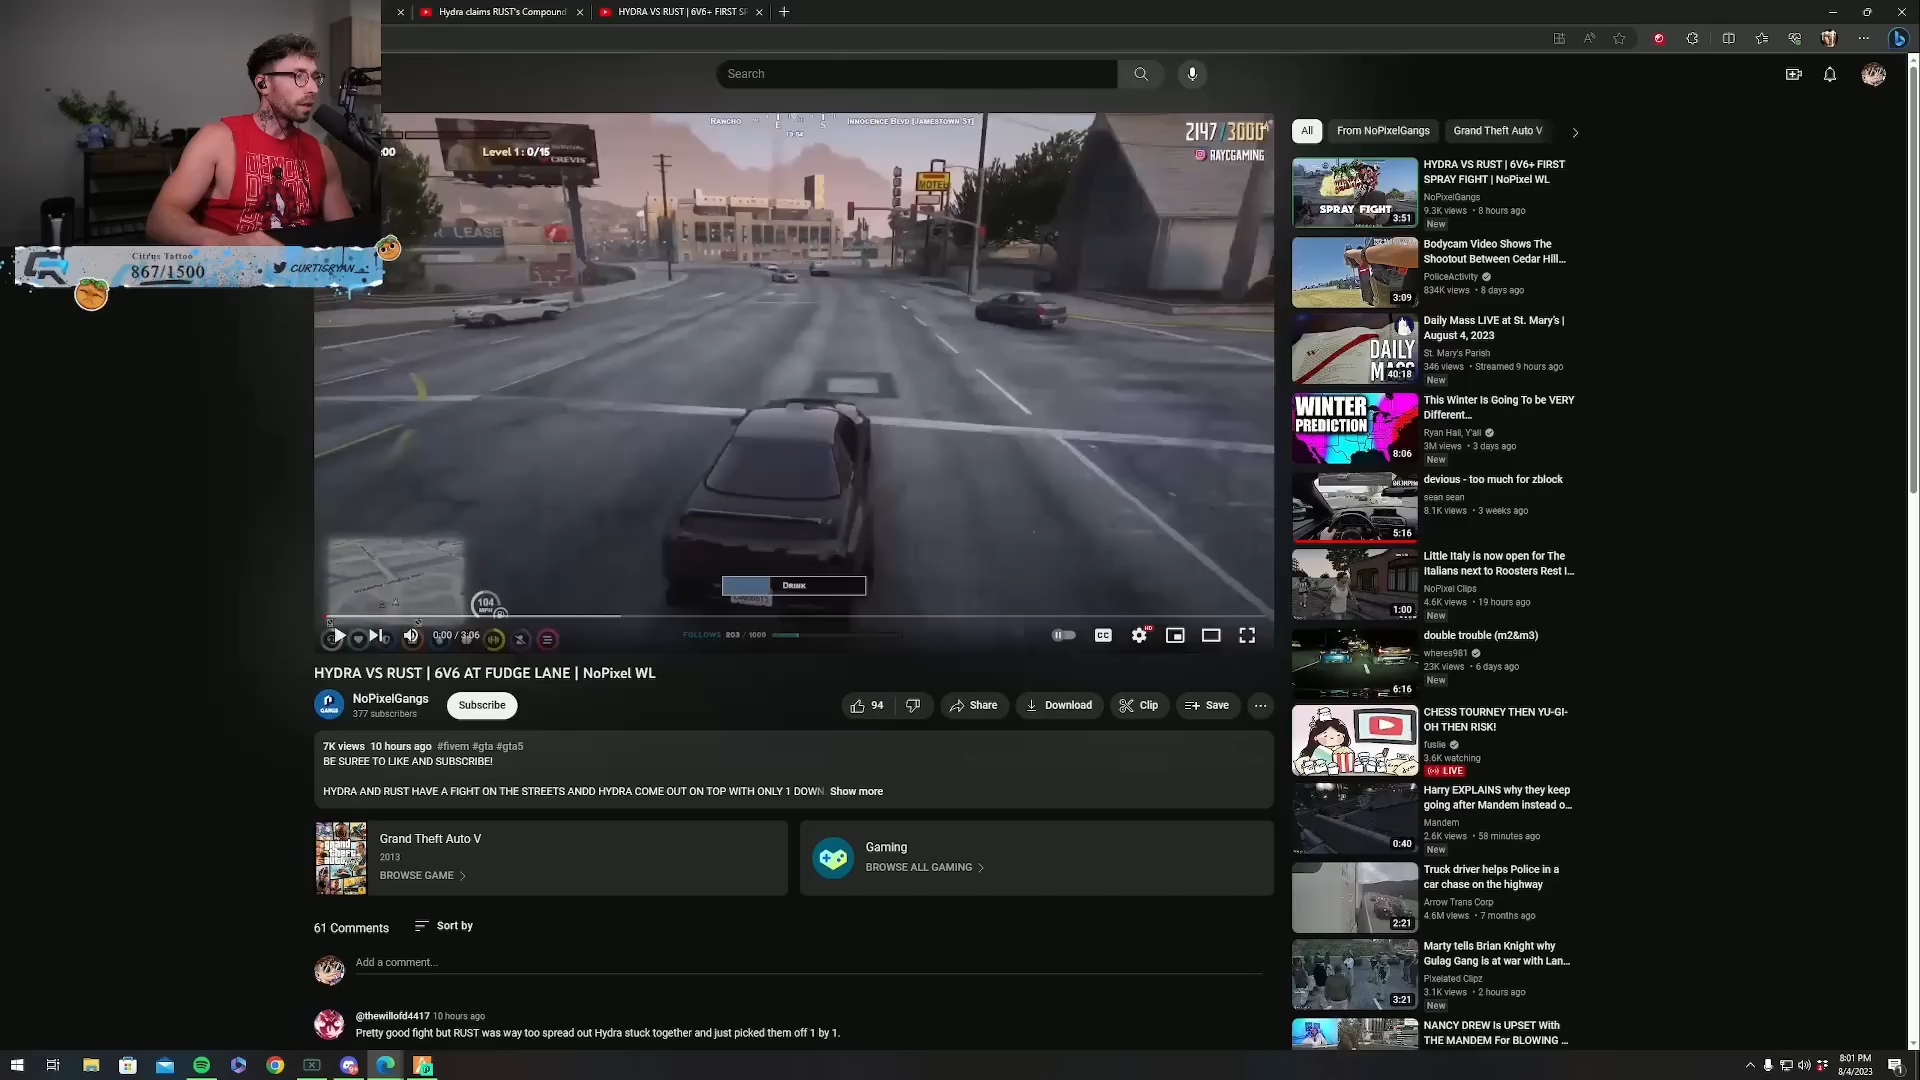 Hydra claims RUST's Compound
HYDRA VS RUST | 6V6+ FIRST SF
Search
DEMON
Citrus Tattoo
867/1500
CURTISRYAN_
:00
Level 1 : 0/15
CREVIS
LEASE
RANCHO
E
S
19:54
INNOCENCE BLVD [JAMESTOWN ST]
MOTEL
2147/3000
RAYCGAMING
DRINK
104
MPH
0:00 / 3:06
FOLLOWS 203 / 1000
CC
HD
HYDRA VS RUST | 6V6 AT FUDGE LANE | NoPixel WL
GANGS
NoPixelGangs
377 subscribers
Subscribe
94
Share
Download
Clip
Save
7K views 10 hours ago #fivem #gta #gta5
BE SUREE TO LIKE AND SUBSCRIBE!
HYDRA AND RUST HAVE A FIGHT ON THE STREETS ANDD HYDRA COME OUT ON TOP WITH ONLY 1 DOWN Show more
Grand Theft Auto V
2013
BROWSE GAME
Gaming
BROWSE ALL GAMING
61 Comments
Sort by
Add a comment...
@thewillofd4417 10 hours ago
Pretty good fight but RUST was way too spread out Hydra stuck together and just picked them off 1 by 1.
All
From NoPixelGangs
Grand Theft Auto V
SPRAY FIGHT
3:51
HYDRA VS RUST | 6V6+ FIRST
SPRAY FIGHT | NoPixel WL
NoPixelGangs
9.3K views • 8 hours ago
New
3:09
Bodycam Video Shows The
Shootout Between Cedar Hill...
PoliceActivity
834K views • 8 days ago
DAILY
40:18
Daily Mass LIVE at St. Mary's |
August 4, 2023
St. Mary's Parish
346 views • Streamed 9 hours ago
New
WINTER
PREDICTION
8:06
This Winter Is Going To be VERY
Different...
Ryan Hall, Y'all
3M views • 3 days ago
New
5:16
devious - too much for zblock
sean sean
8.1K views • 3 weeks ago
1:00
Little Italy is now open for The
Italians next to Roosters Rest I...
NoPixel Clips
4.6K views • 19 hours ago
New
6:16
double trouble (m2&m3)
wheres981
23K views • 6 days ago
New
CHESS TOURNEY THEN YU-GI-
OH THEN RISK!
fuslie
3.6K watching
LIVE
0:40
Harry EXPLAINS why they keep
going after Mandem instead o...
Mandem
2.6K views • 58 minutes ago
New
2:21
Truck driver helps Police in a
car chase on the highway
Arrow Trans Corp
4.6M views • 7 months ago
3:21
Marty tells Brian Knight why
Gulag Gang is at war with Lan...
Pixelated Clipz
3.1K views • 2 hours ago
New
NANCY DREW Is UPSET With
THE MANDEM For BLOWING ...
8:01 PM
8/4/2023